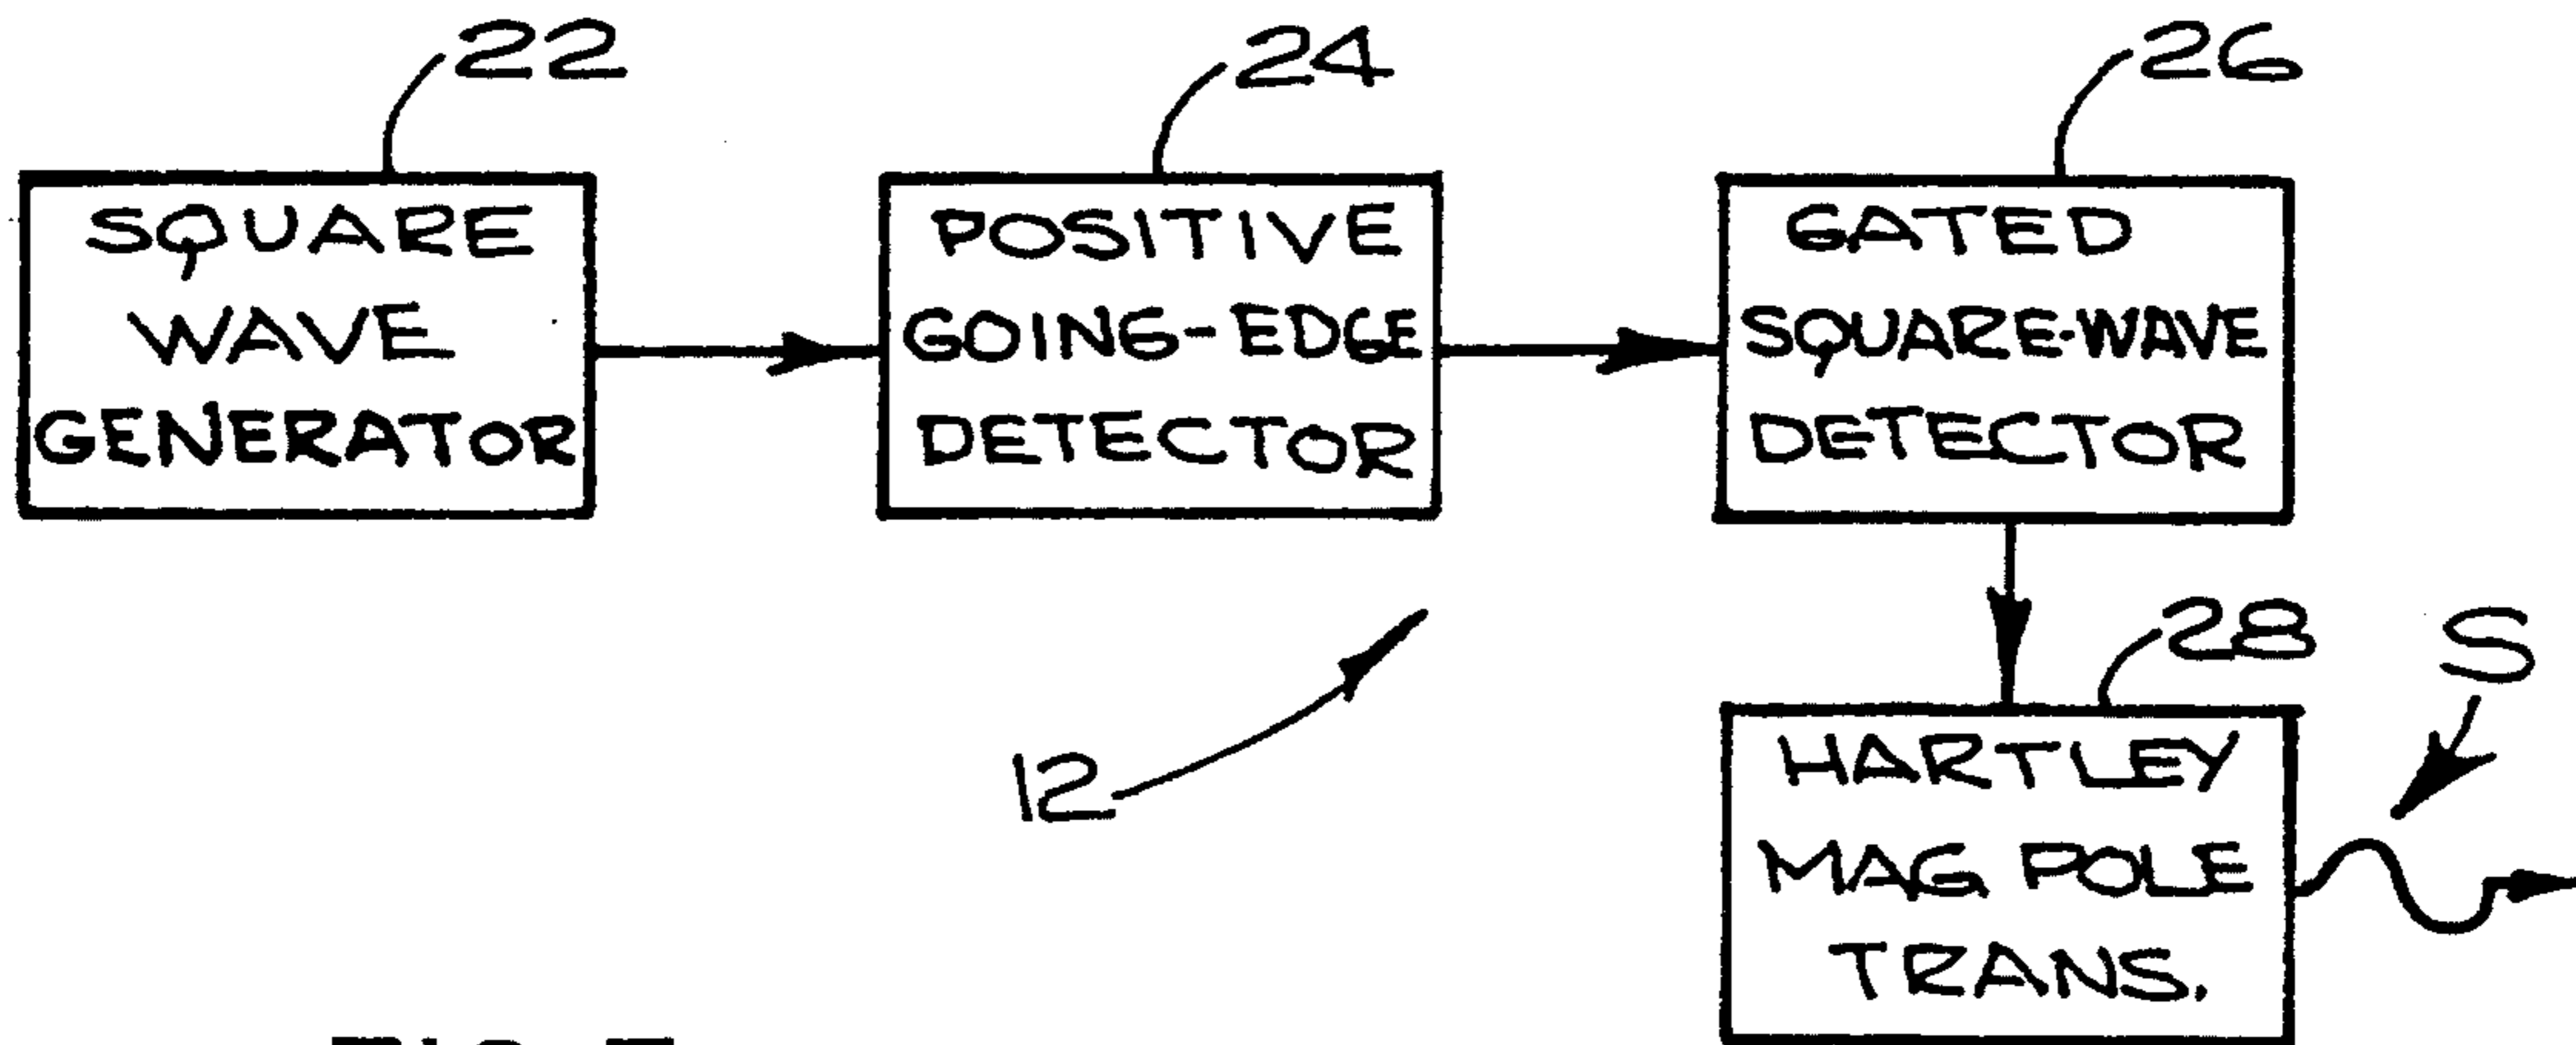 22
24
26
SQUARE
WAVE
GENERATOR
POSITIVE
GOING-EDGE
DETECTOR
GATED
SQUARE-WAVE
DETECTOR
12
28
S
HARTLEY
MAG POLE
TRANS.